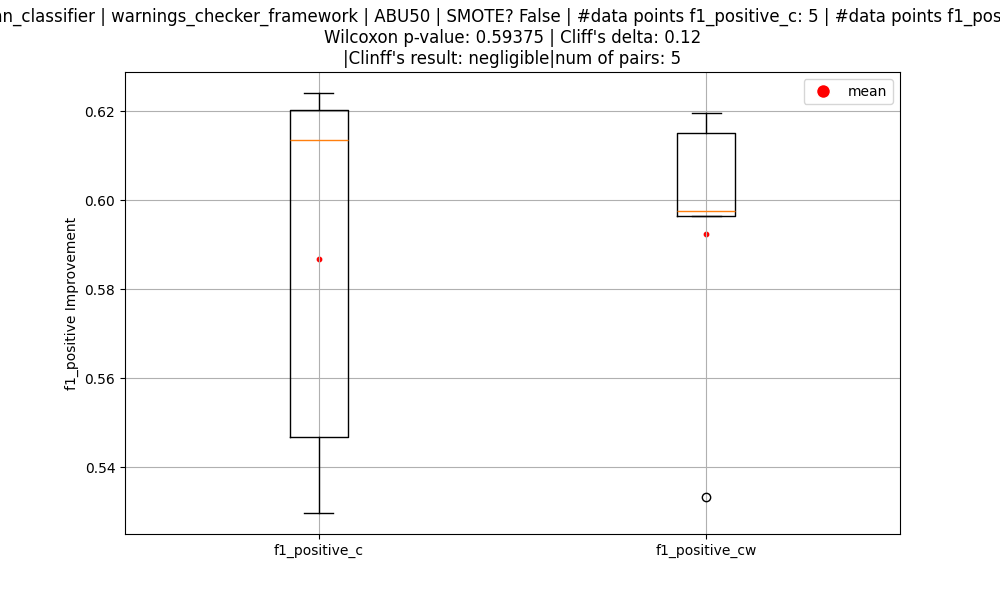 n_classifier | warnings_checker_framework | ABU50 | SMOTE? False | #data points f1_positive_c: 5 | #data points f1_pos
Wilcoxon p-value: 0.59375 | Cliff's delta: 0.12
|Clinff's result: negligible|num of pairs: 5
mean
0.62
0.60
0.58
0.56
0.54
f1_positive Improvement
f1_positive_c
f1_positive_cw